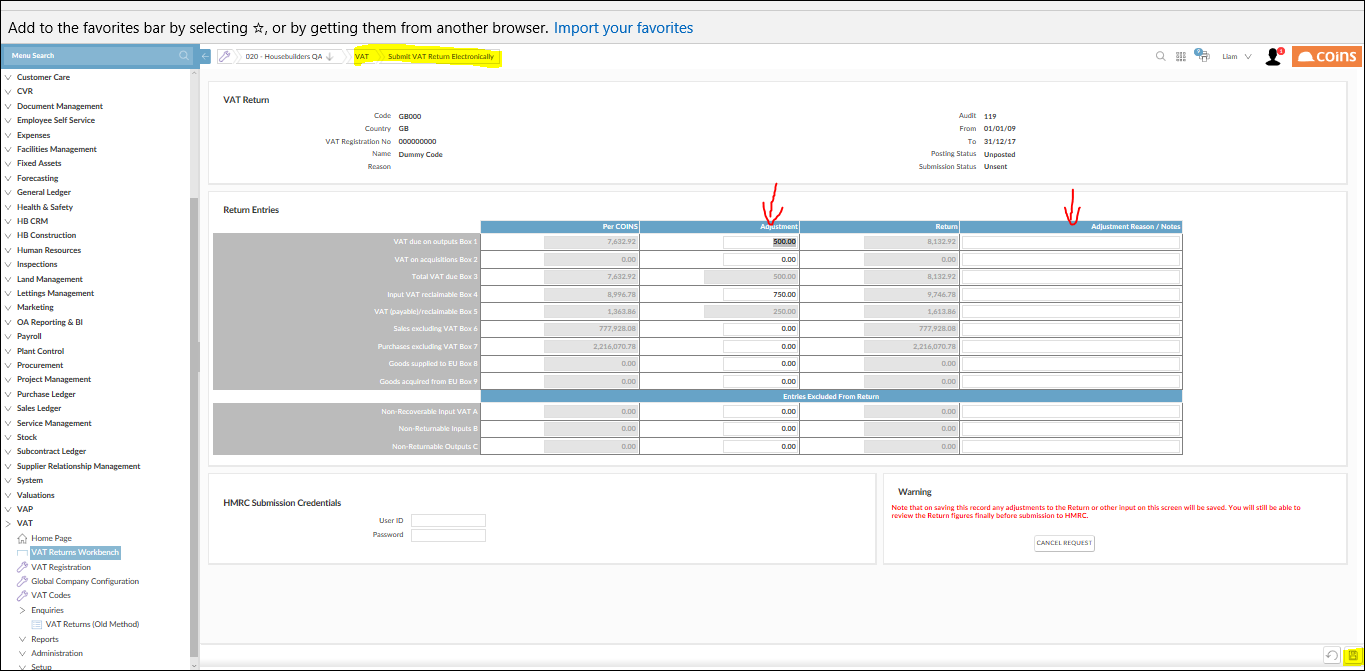 Add to the favorites bar by selecting ☆, or by getting them from another browser. Import your favorites
Menu Search
020 - Housebuilders QA
VAT
Submit VAT Return Electronically
Liam
coins
Customer Care
CVR
Document Management
Employee Self Service
Expenses
Facilities Management
Fixed Assets
Forecasting
General Ledger
Health & Safety
HB CRM
HB Construction
Human Resources
Inspections
Land Management
Lettings Management
Marketing
OA Reporting & BI
Payroll
Plant Control
Procurement
Project Management
Purchase Ledger
Sales Ledger
Service Management
Stock
Subcontract Ledger
Supplier Relationship Management
System
Valuations
VAP
VAT
Home Page
VAT Returns Workbench
VAT Registration
Global Company Configuration
VAT Codes
Enquiries
VAT Returns (Old Method)
Reports
Administration
Setup
VAT Return
Code GB000
Country GB
VAT Registration No 000000000
Name Dummy Code
Reason
Audit 119
From 01/01/09
To 31/12/17
Posting Status Unposted
Submission Status Unsent
Return Entries
Per COINS Adjustment Return Adjustment Reason / Notes
VAT due on outputs Box 1 7,632.92 500.00 8,132.92
VAT on acquisitions Box 2 0.00 0.00 0.00
Total VAT due Box 3 7,632.92 500.00 8,132.92
Input VAT reclaimable Box 4 8,996.78 750.00 9,746.78
VAT (payable)/reclaimable Box 5 1,363.86 250.00 1,613.86
Sales excluding VAT Box 6 777,928.08 0.00 777,928.08
Purchases excluding VAT Box 7 2,216,070.78 0.00 2,216,070.78
Goods supplied to EU Box 8 0.00 0.00 0.00
Goods acquired from EU Box 9 0.00 0.00 0.00
Entries Excluded From Return
Non-Recoverable Input VAT A 0.00 0.00 0.00
Non-Returnable Inputs B 0.00 0.00 0.00
Non-Returnable Outputs C 0.00 0.00 0.00
HMRC Submission Credentials
User ID
Password
Warning
Note that on saving this record any adjustments to the Return or other input on this screen will be saved. You will still be able to
review the Return figures finally before submission to HMRC.
CANCEL REQUEST